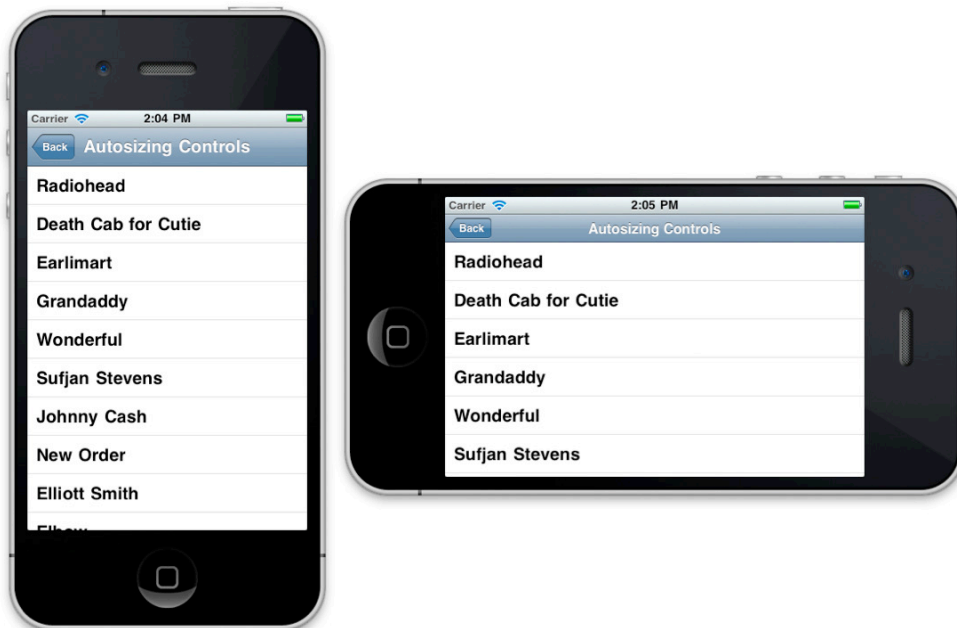 Carrier 2:04 PM
Back Autosizing Controls
Radiohead
Death Cab for Cutie
Earlimart
Grandaddy
Wonderful
Sufjan Stevens
Johnny Cash
New Order
Elliott Smith
Elbow
Carrier 2:05 PM
Back Autosizing Controls
Radiohead
Death Cab for Cutie
Earlimart
Grandaddy
Wonderful
Sufjan Stevens